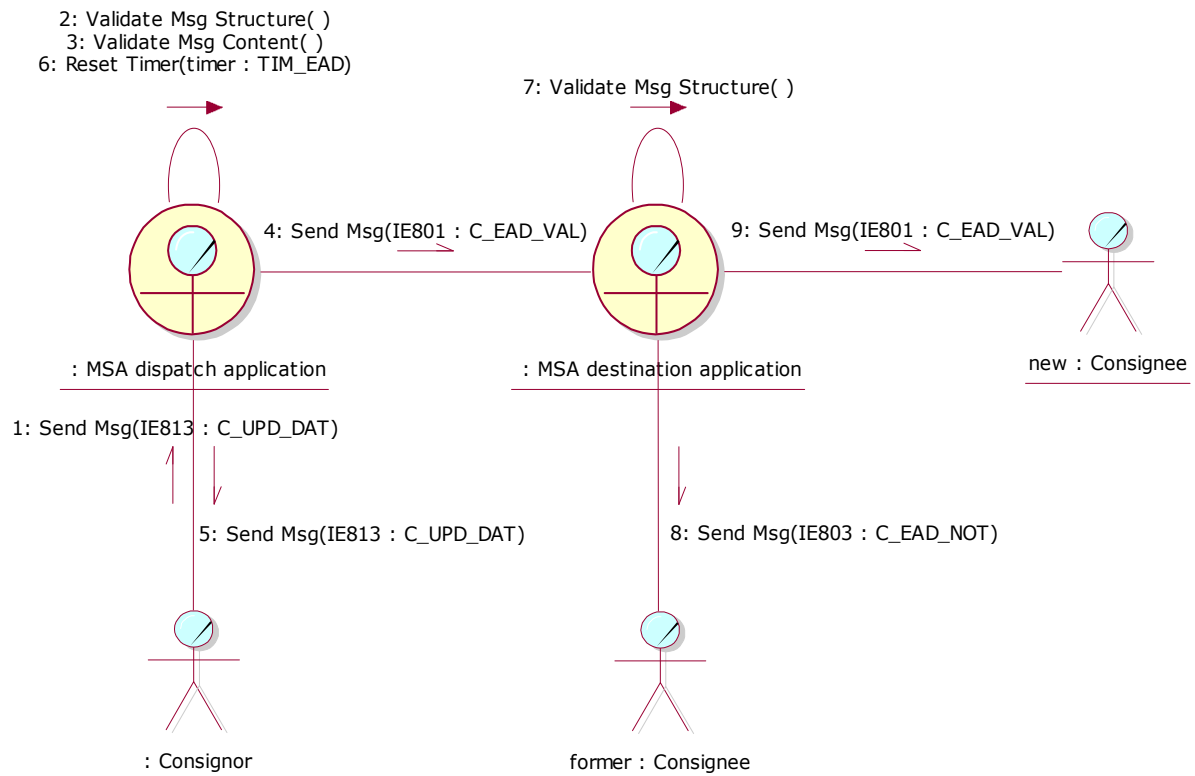 2: Validate Msg Structure( )
3: Validate Msg Content( )
6: Reset Timer(timer : TIM_EAD)
7: Validate Msg Structure( )
4: Send Msg(IE801 : C_EAD_VAL)
9: Send Msg(IE801 : C_EAD_VAL)
: MSA dispatch application
: MSA destination application
new : Consignee
1: Send Msg(IE813 : C_UPD_DAT)
5: Send Msg(IE813 : C_UPD_DAT)
8: Send Msg(IE803 : C_EAD_NOT)
: Consignor
former : Consignee